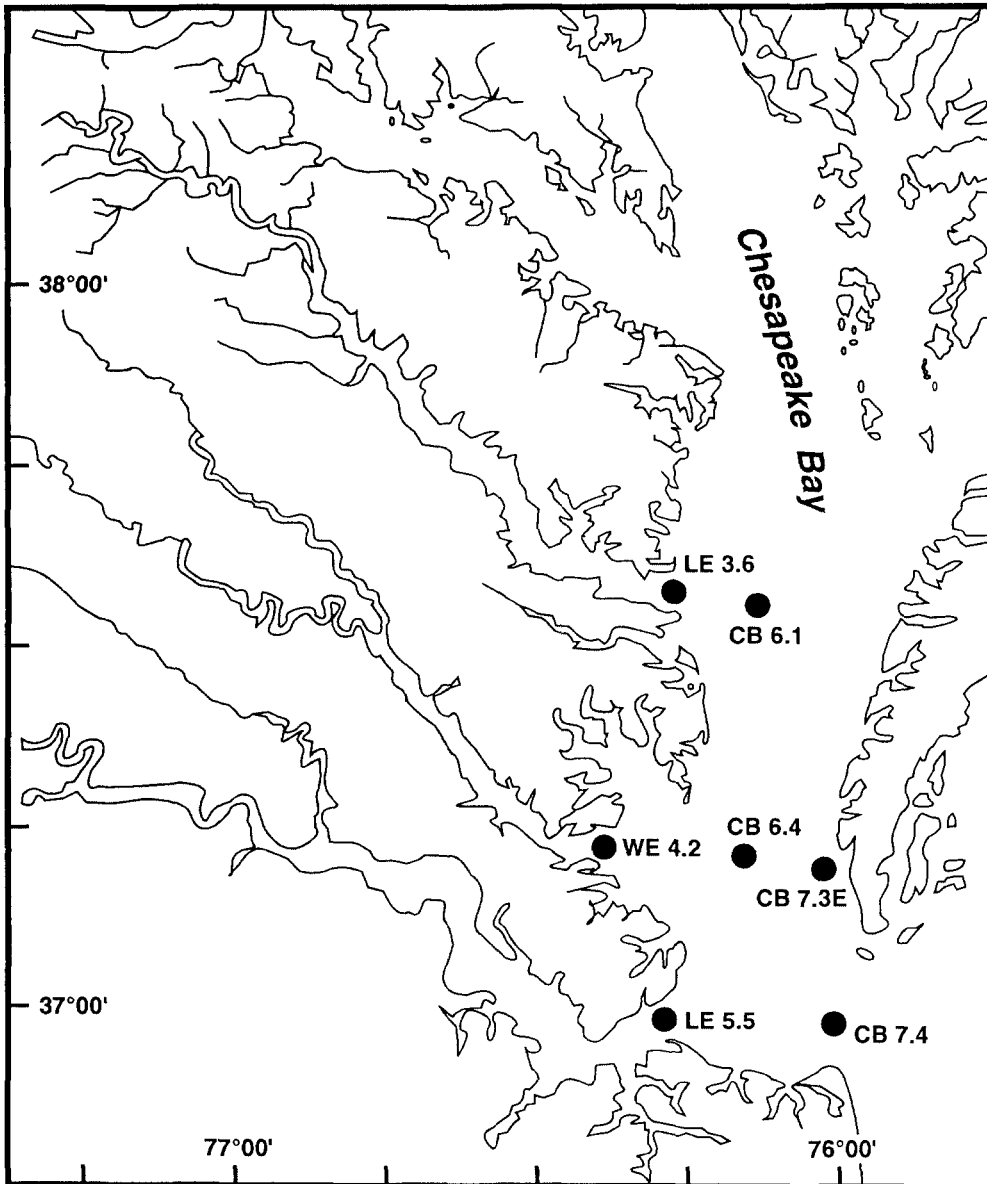 Chesapeake Bay
38°00'
LE 3.6
CB 6.1
CB 6.4
WE 4.2
CB 7.3E
37°00'
LE 5.5
CB 7.4
77°00'
76°00'